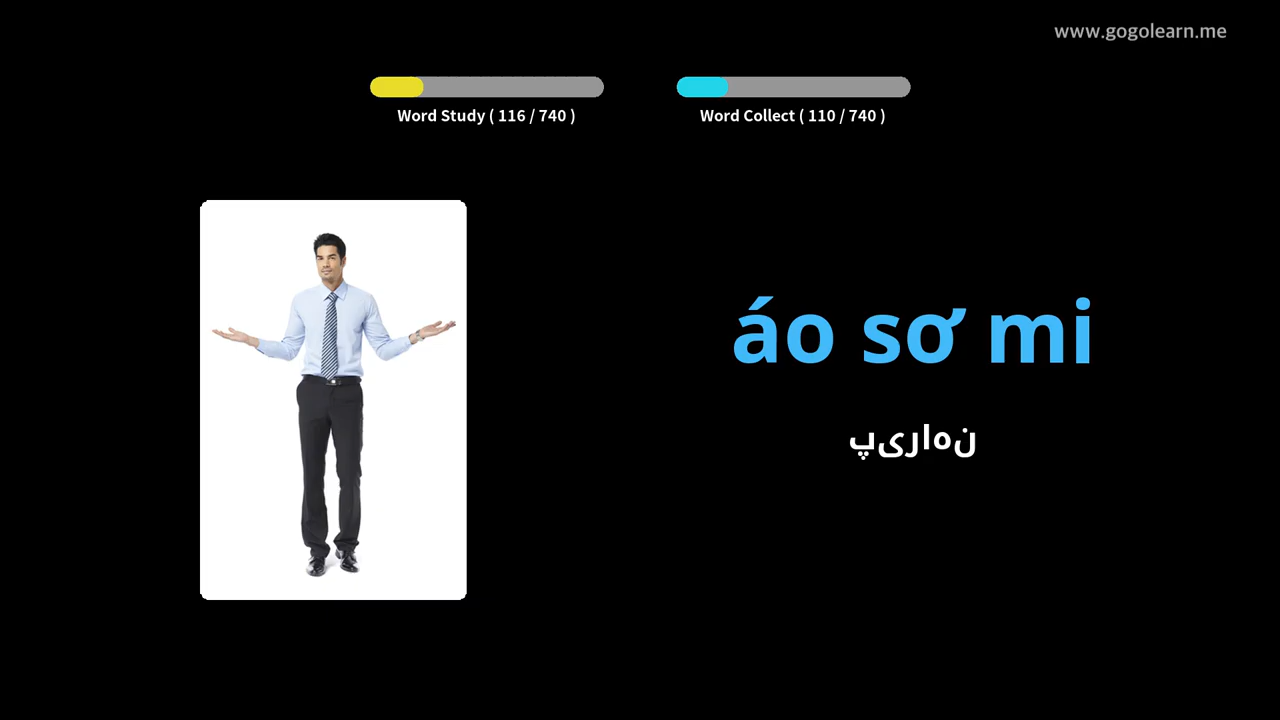 www.gogolearn.me
Word Study ( 116 / 740 )
Word Collect ( 110 / 740 )
áo sơ mi
پیراهن